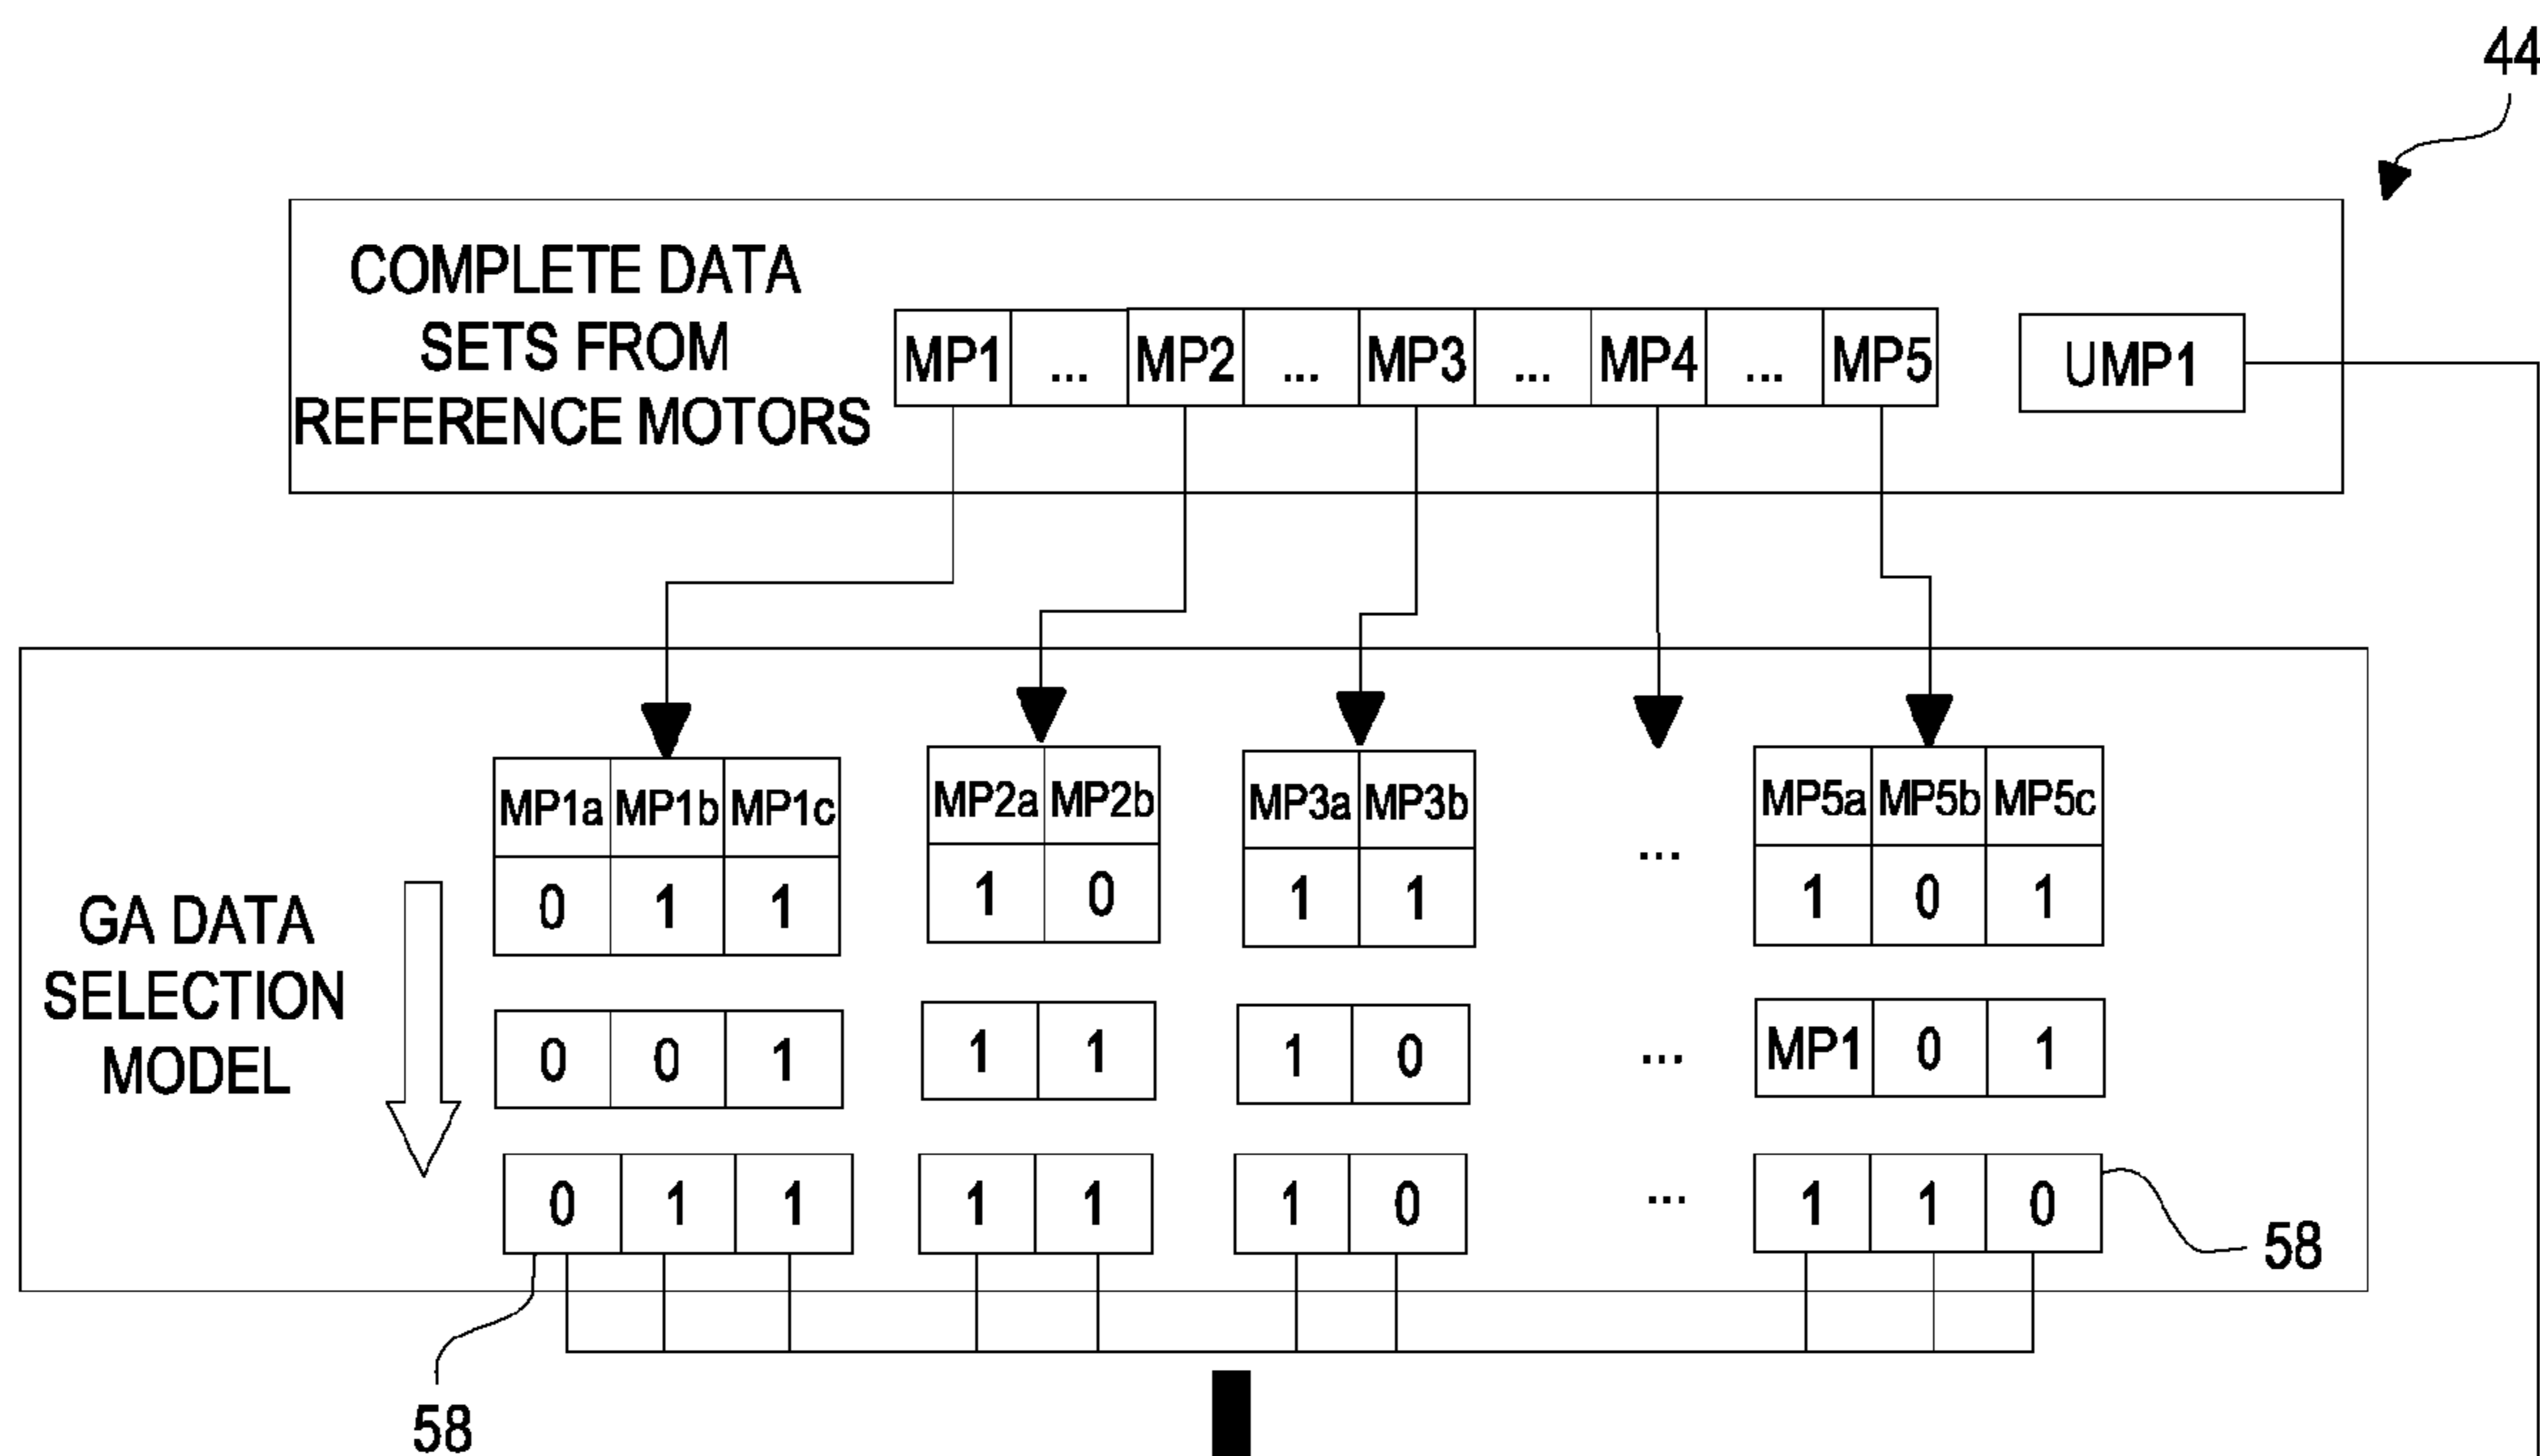 44
COMPLETE DATA
SETS FROM
REFERENCE MOTORS
MP1 ... MP2 ... MP3 ... MP4 ... MP5 UMP1
MP1a MP1b MP1c MP2a MP2b MP3a MP3b ... MP5a MP5b MP5c
0 1 1 1 0 1 1 1 0 1
GA DATA
SELECTION
MODEL
0 0 1 1 1 1 0 ... MP1 0 1
0 1 1 1 1 1 0 ... 1 1 0
58
58